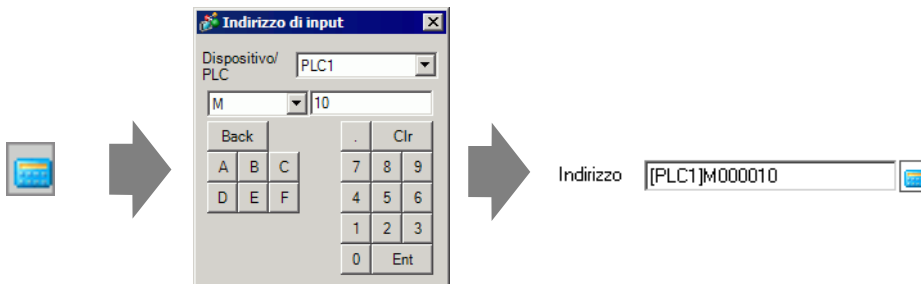 Indirizzo di input
Dispositivo/
PLC
PLC1
M 10
Back . Clr
A B C 7 8 9
D E F 4 5 6
1 2 3
0 Ent
Indirizzo [PLC1]M000010